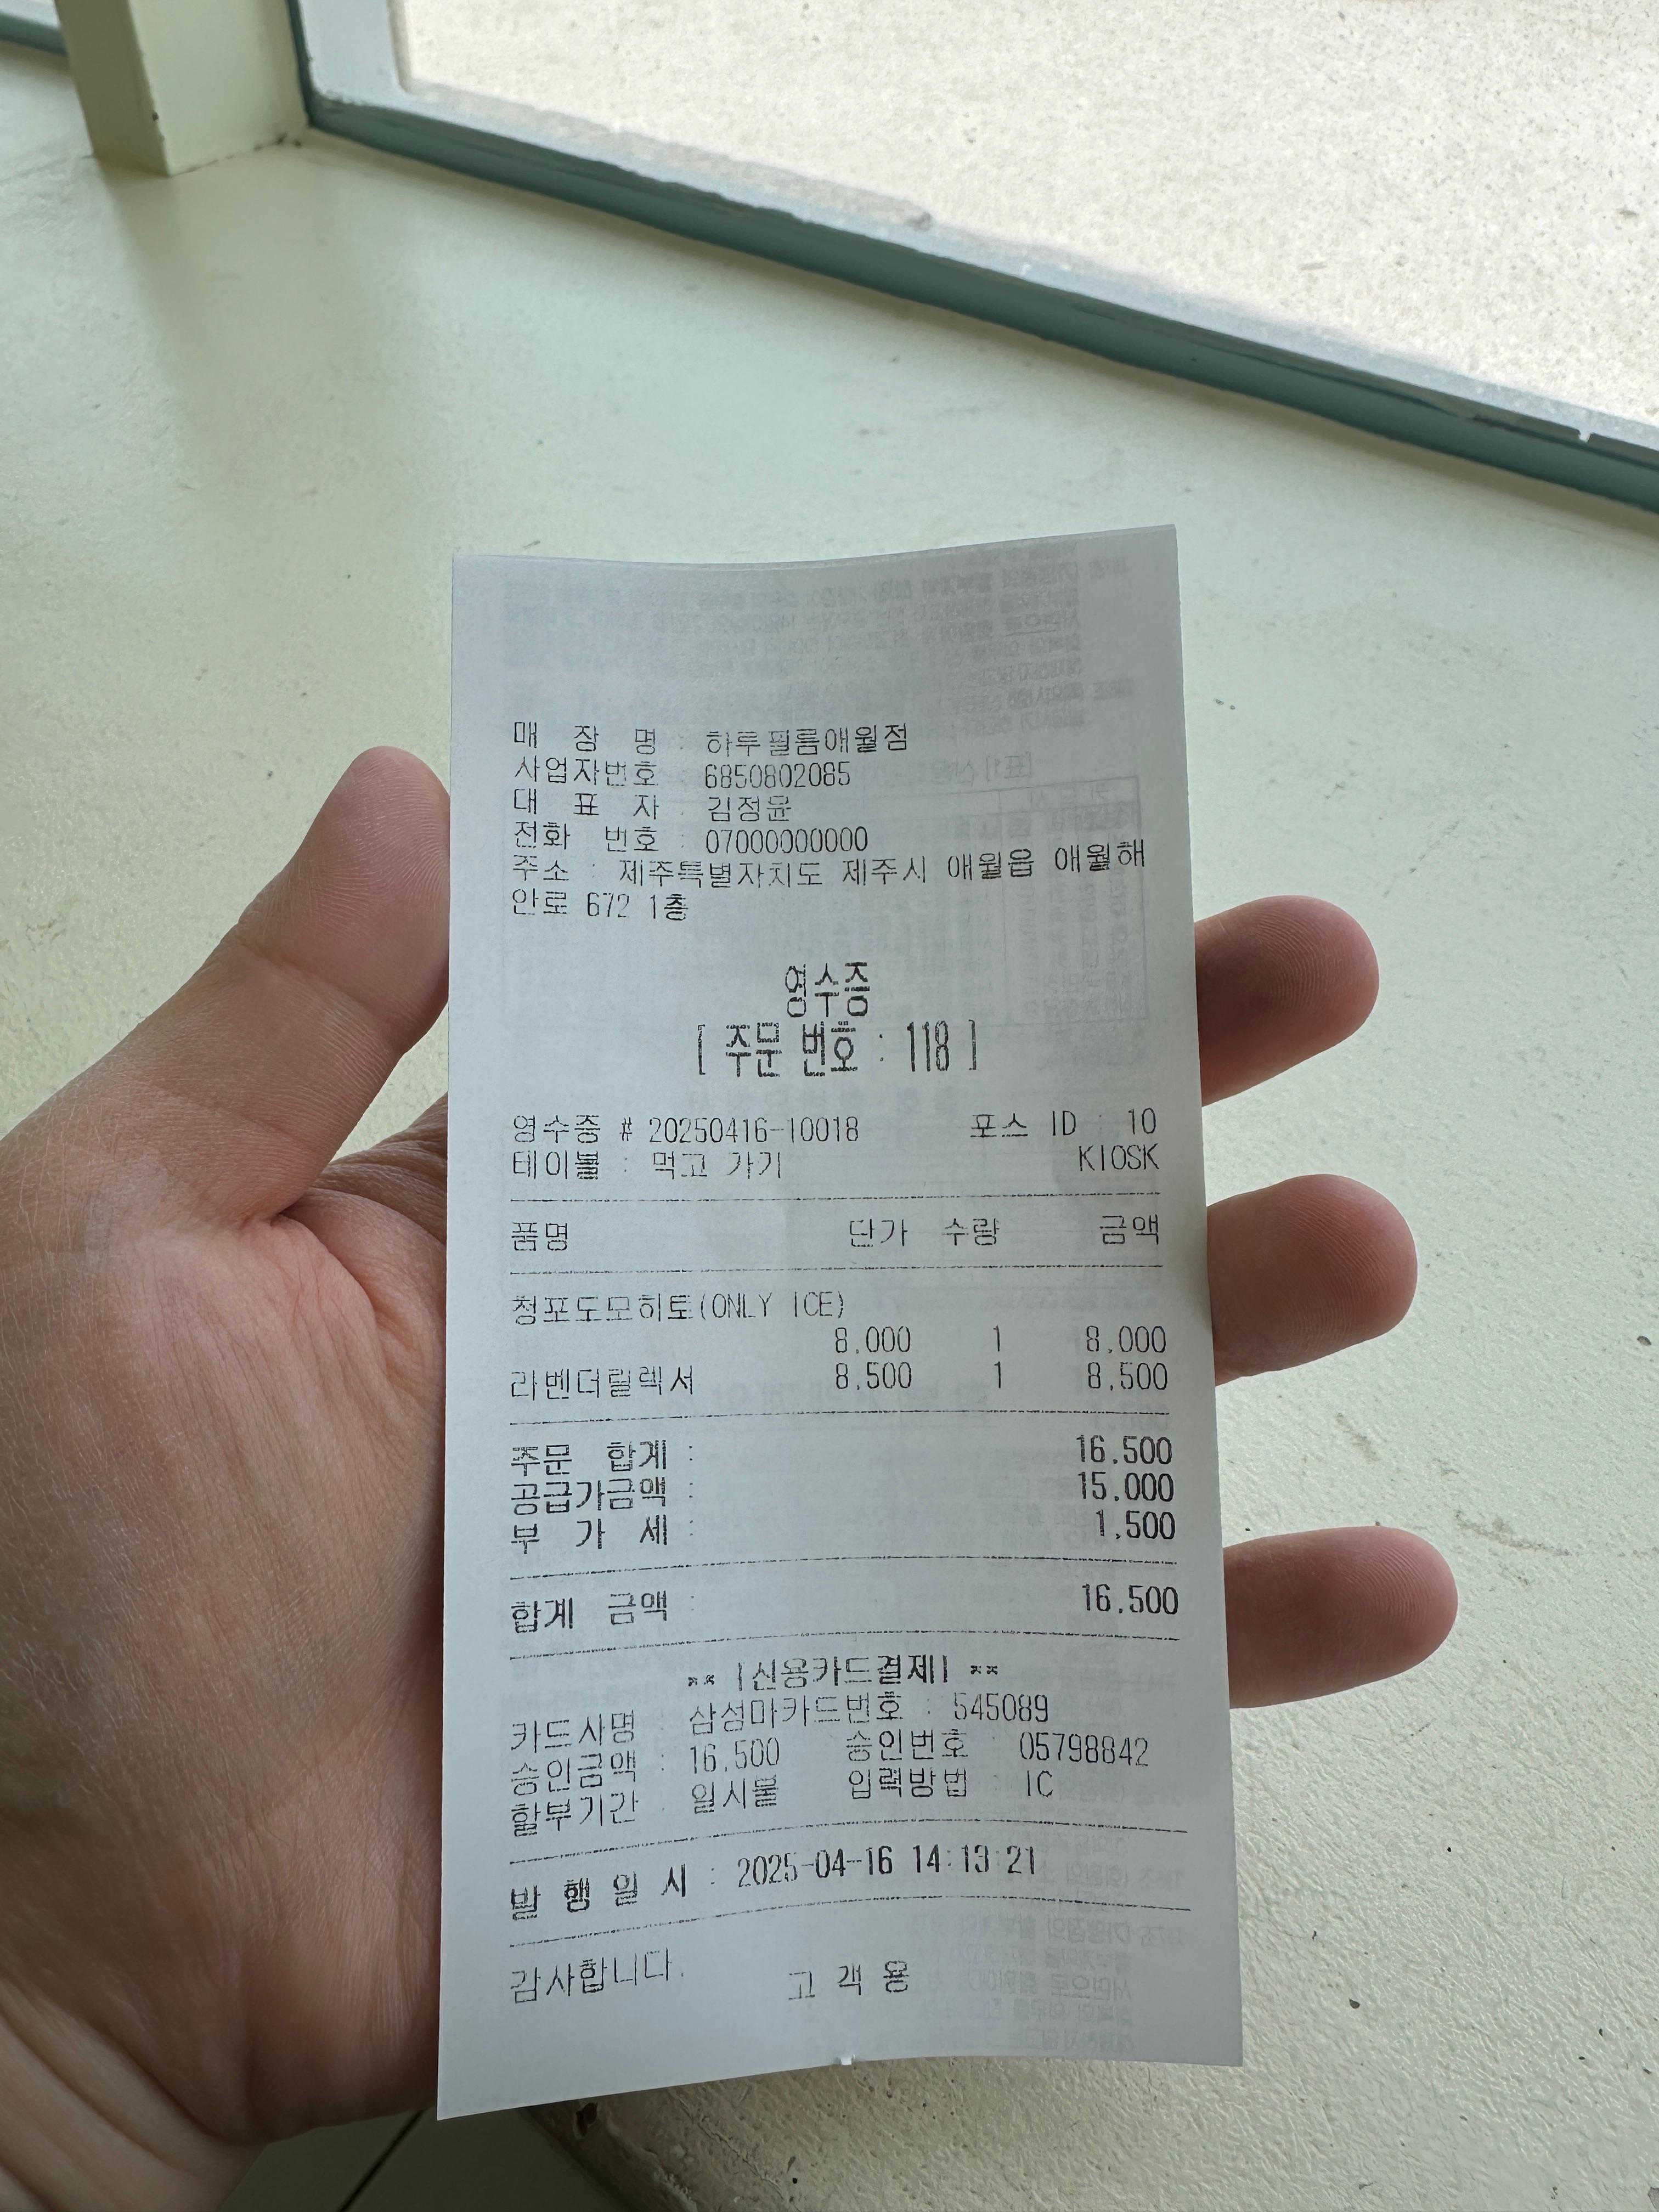 매 장 명 : 하루필름애월점
사업자번호 : 6850802085
대 표 자 : 김정윤
전화 번호 : 07000000000
주소 : 제주특별자치도 제주시 애월읍 애월해
안로 672 1층
영수증
[ 주문 번호 : 118 ]
영수증 # 20250416-10018 포스 ID : 10
테이블 : 먹고 가기 KIOSK
품명 단가 수량 금액
청포도모히토(ONLY ICE)
8,000 1 8,000
라벤더릴렉서 8,500 1 8,500
주문 합계 : 16,500
공급가금액 : 15,000
부 가 세 : 1,500
합계 금액 : 16,500
** [신용카드결제] **
카드사명 : 삼성마카드번호 : 545089
승인금액 : 16,500 승인번호 : 05798842
할부기간 : 일시불 입력방법 : IC
발 행 일 시 : 2025-04-16 14:13:21
감사합니다.
고 객 용